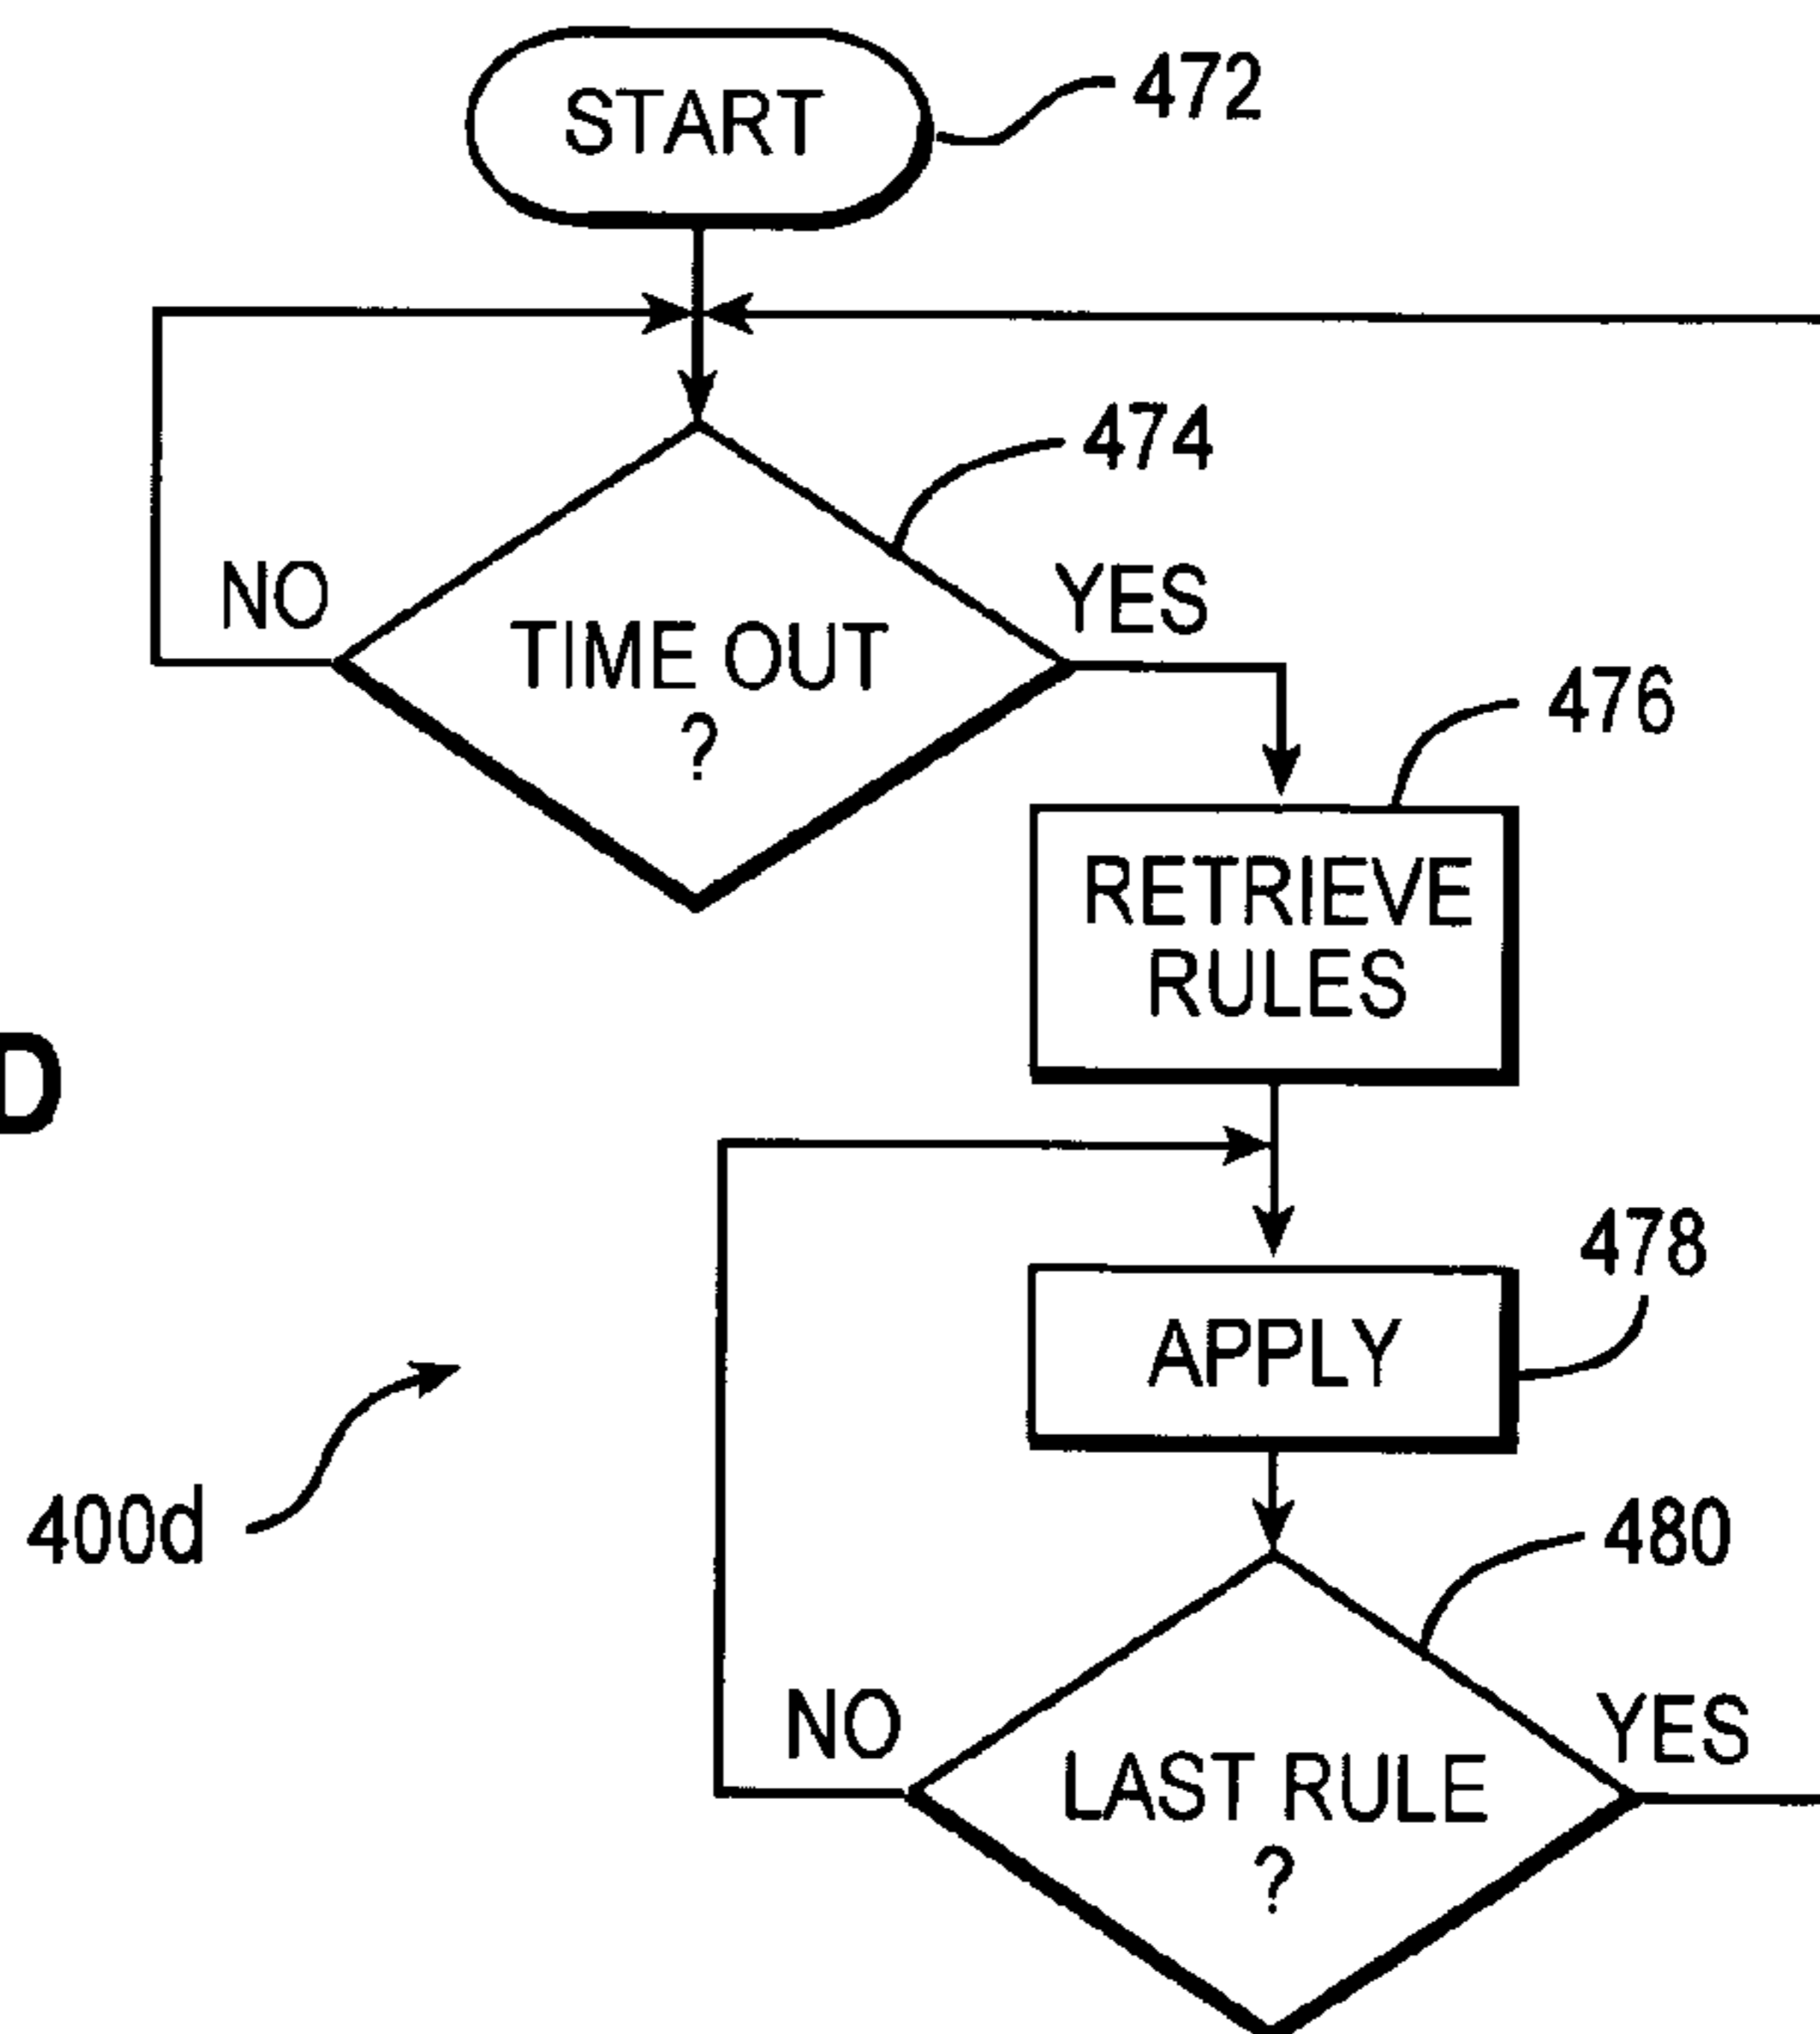 START
472
474
NO
YES
TIME OUT
?
476
RETRIEVE
RULES
D
478
APPLY
400d
480
NO
YES
LAST RULE
?